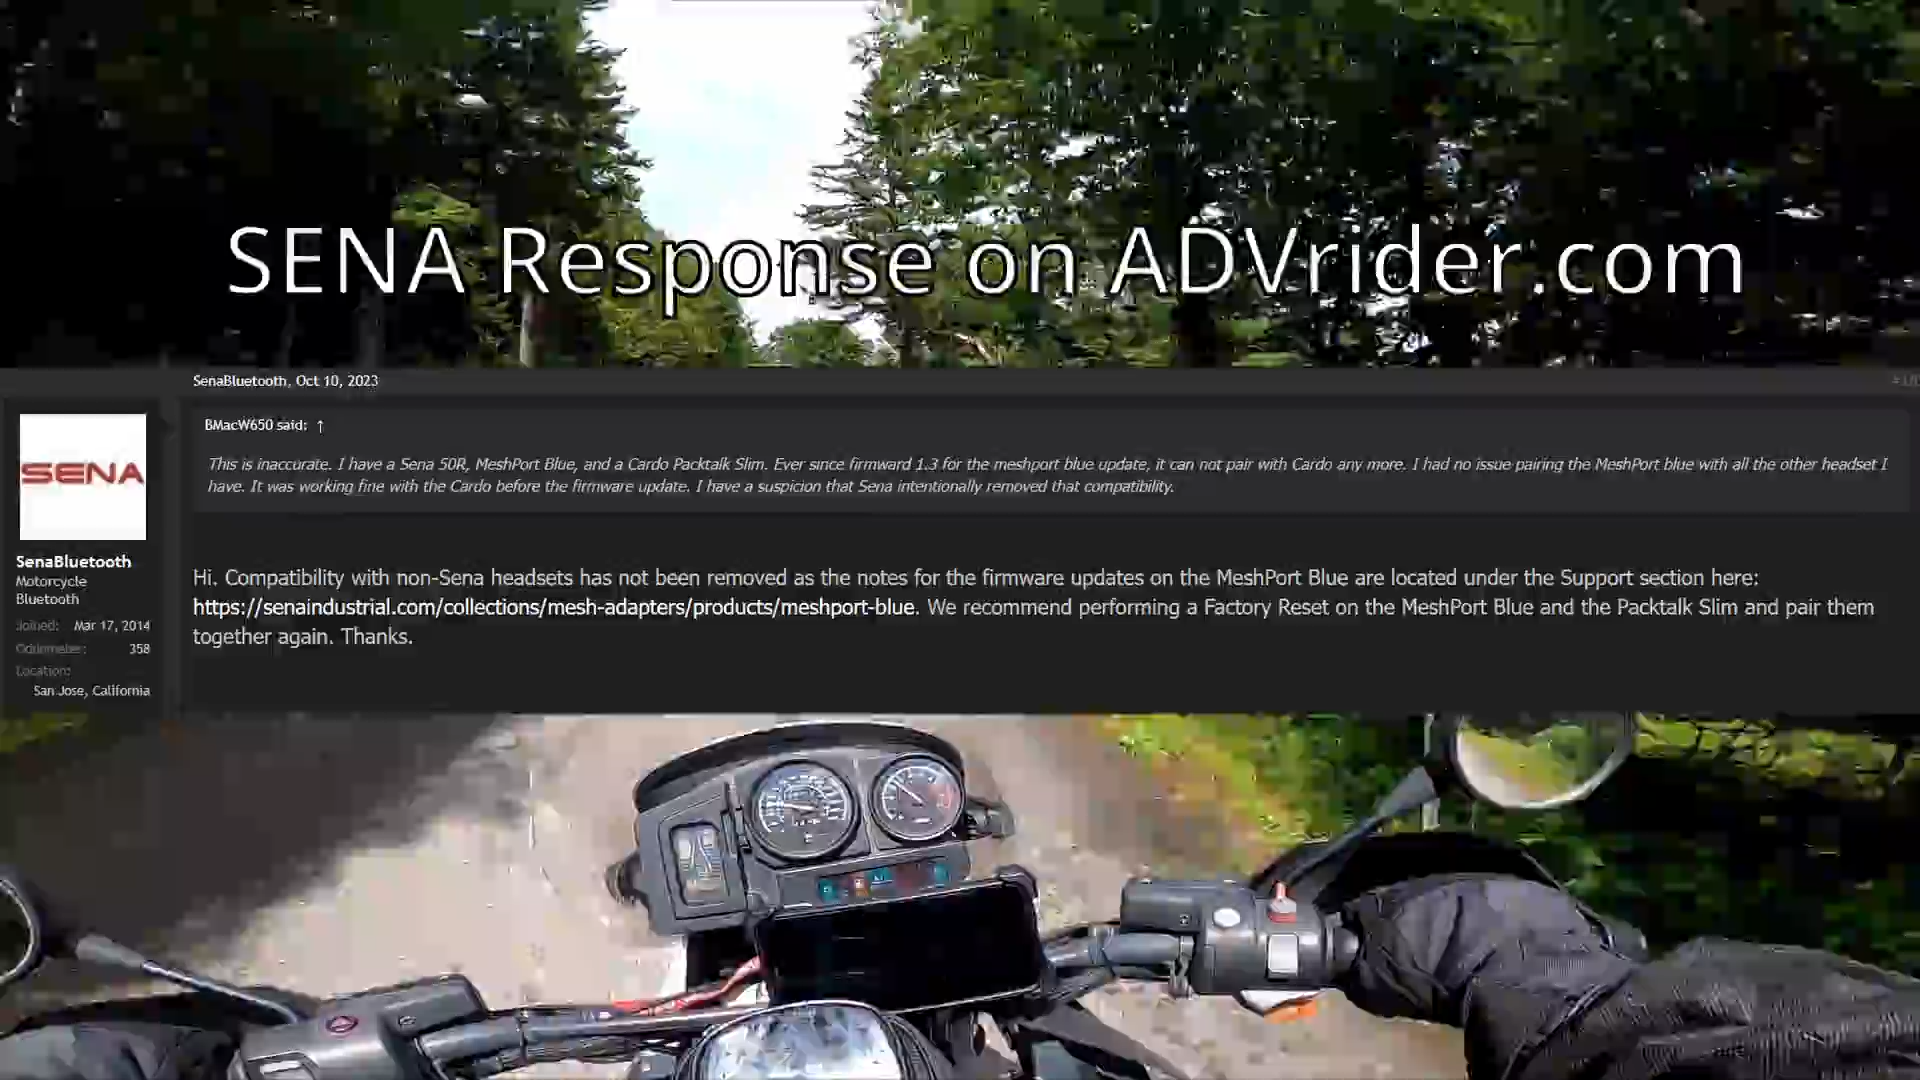 SENA Response on ADVrider.com
SenaBluetooth, Oct 10, 2023
BMacW650 said: ↑
This is inaccurate. I have a Sena 50R, MeshPort Blue, and a Cardo Packtalk Slim. Ever since firmward 1.3 for the meshport blue update, it can not pair with Cardo any more. I had no issue pairing the MeshPort blue with all the other headset I
have. It was working fine with the Cardo before the firmware update. I have a suspicion that Sena intentionally removed that compatibility.
SENA
SenaBluetooth
Motorcycle
Bluetooth
Joined: Mar 17, 2014
Oddometer: 358
Location:
San Jose, California
Hi. Compatibility with non-Sena headsets has not been removed as the notes for the firmware updates on the MeshPort Blue are located under the Support section here:
https://senaindustrial.com/collections/mesh-adapters/products/meshport-blue. We recommend performing a Factory Reset on the MeshPort Blue and the Packtalk Slim and pair them
together again. Thanks.